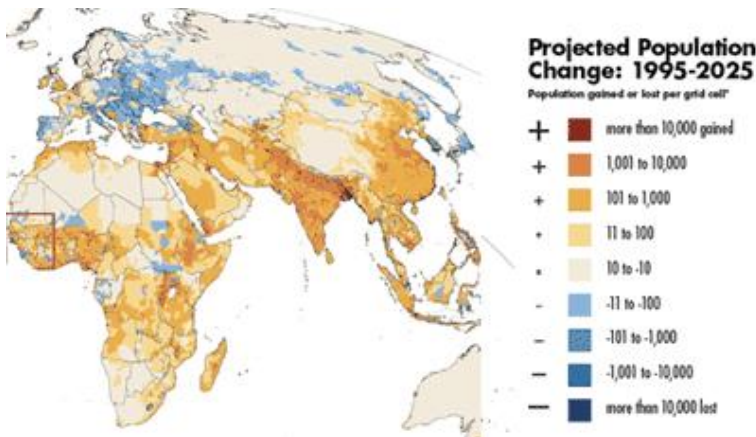 Projected Population
Change: 1995-2025
Population gained or lost per grid cell*
+ more than 10,000 gained
+ 1,001 to 10,000
+ 101 to 1,000
+ 11 to 100
10 to -10
- -11 to -100
- -101 to -1,000
- -1,001 to -10,000
- more than 10,000 lost